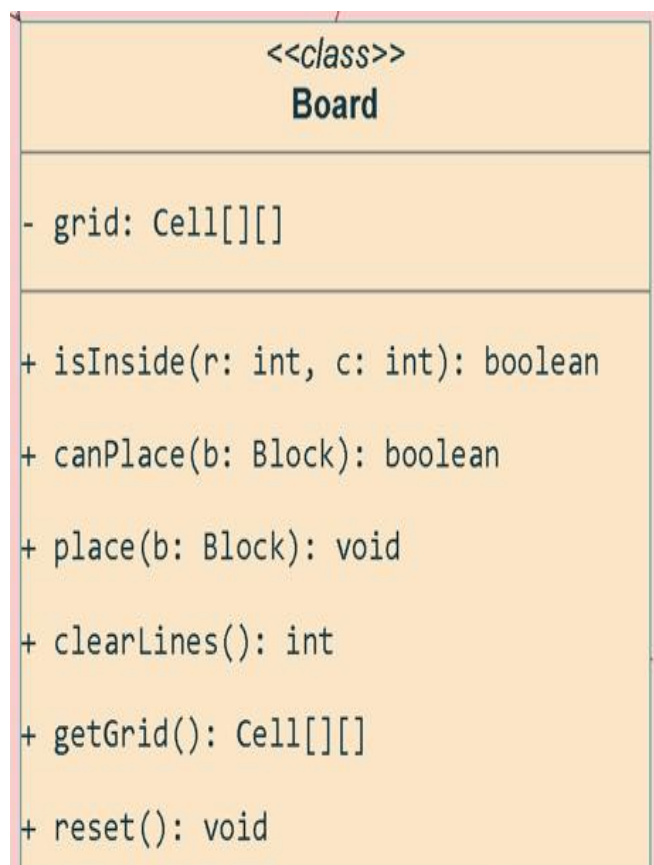 <<class>>
Board
- grid: Cell[][]
+ isInside(r: int, c: int): boolean
+ canPlace(b: Block): boolean
+ place(b: Block): void
+ clearLines(): int
+ getGrid(): Cell[][]
+ reset(): void